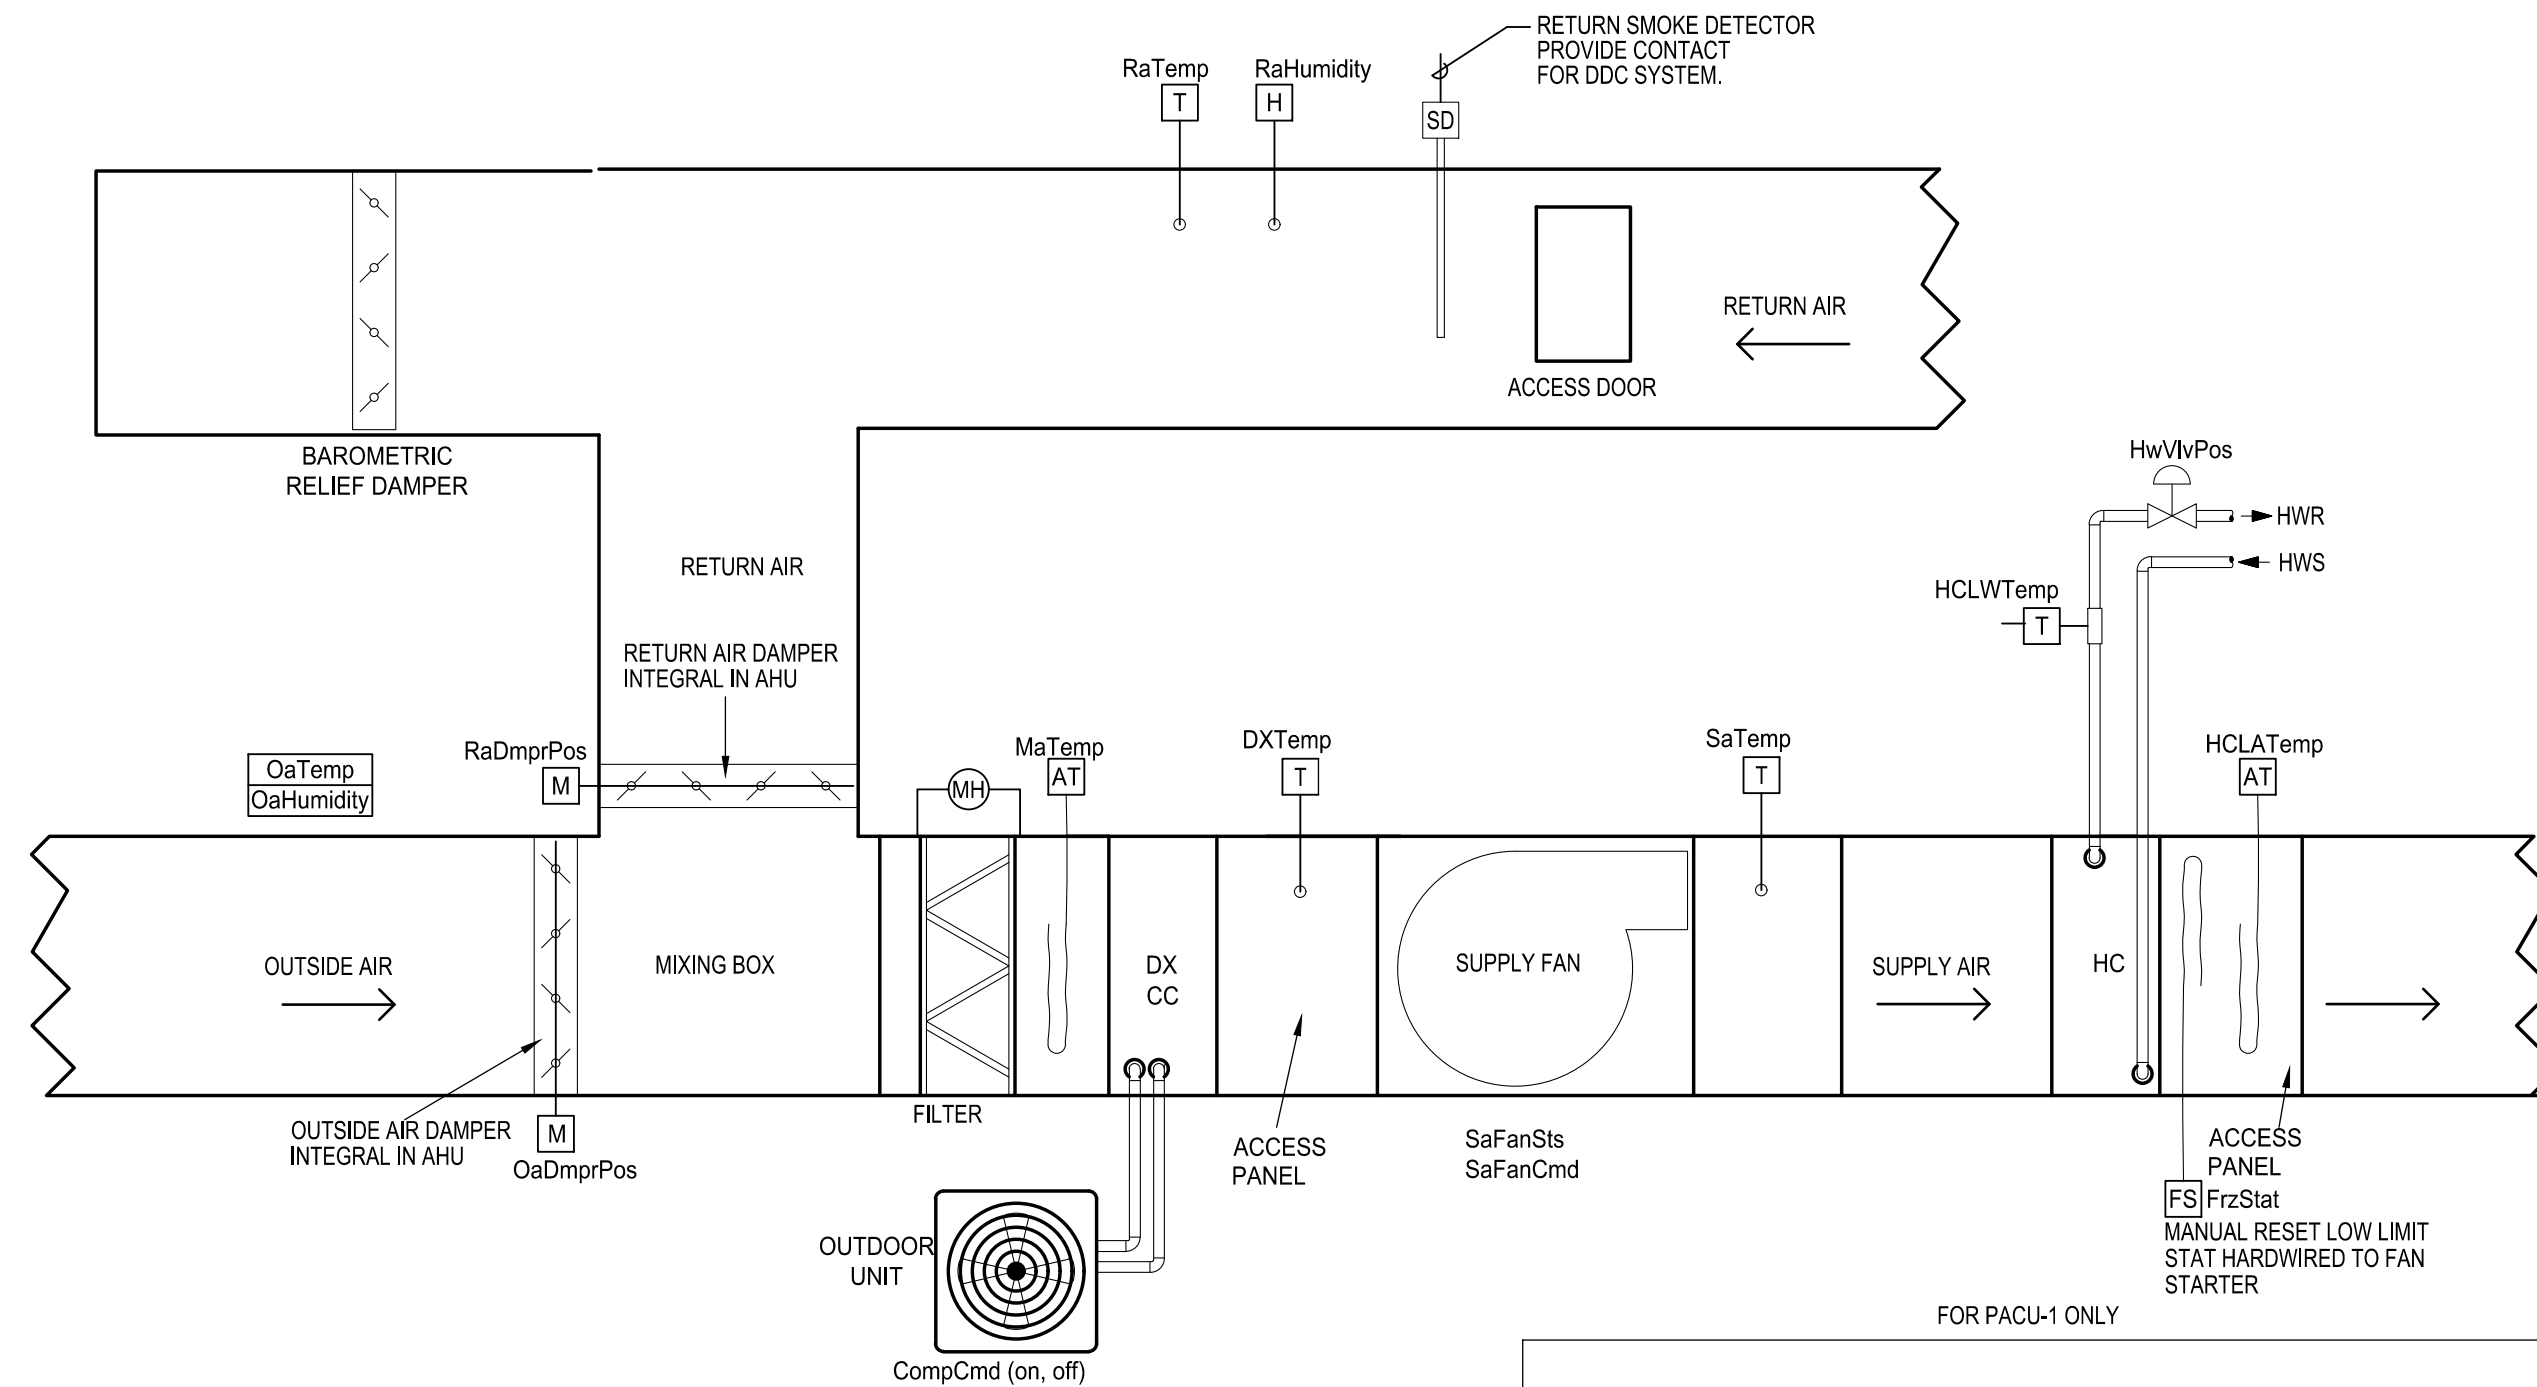 RETURN SMOKE DETECTOR
PROVIDE CONTACT
FOR DDC SYSTEM.
RaTemp
RaHumidity
T
H
SD
RETURN AIR
ACCESS DOOR
BAROMETRIC
RELIEF DAMPER
HwVlvPos
HWR
HWS
RETURN AIR
HCLWTemp
T
RETURN AIR DAMPER
INTEGRAL IN AHU
RaDmprPos
M
OaTemp
OaHumidity
MH
MaTemp
AT
DXTemp
T
SaTemp
T
HCLATemp
AT
OUTSIDE AIR
MIXING BOX
DX
CC
SUPPLY FAN
SUPPLY AIR
HC
FILTER
OUTSIDE AIR DAMPER
INTEGRAL IN AHU
M
OaDmprPos
ACCESS
PANEL
SaFanSts
SaFanCmd
ACCESS
PANEL
FS FrzStat
MANUAL RESET LOW LIMIT
STAT HARDWIRED TO FAN
STARTER
OUTDOOR
UNIT
CompCmd (on, off)
FOR PACU-1 ONLY